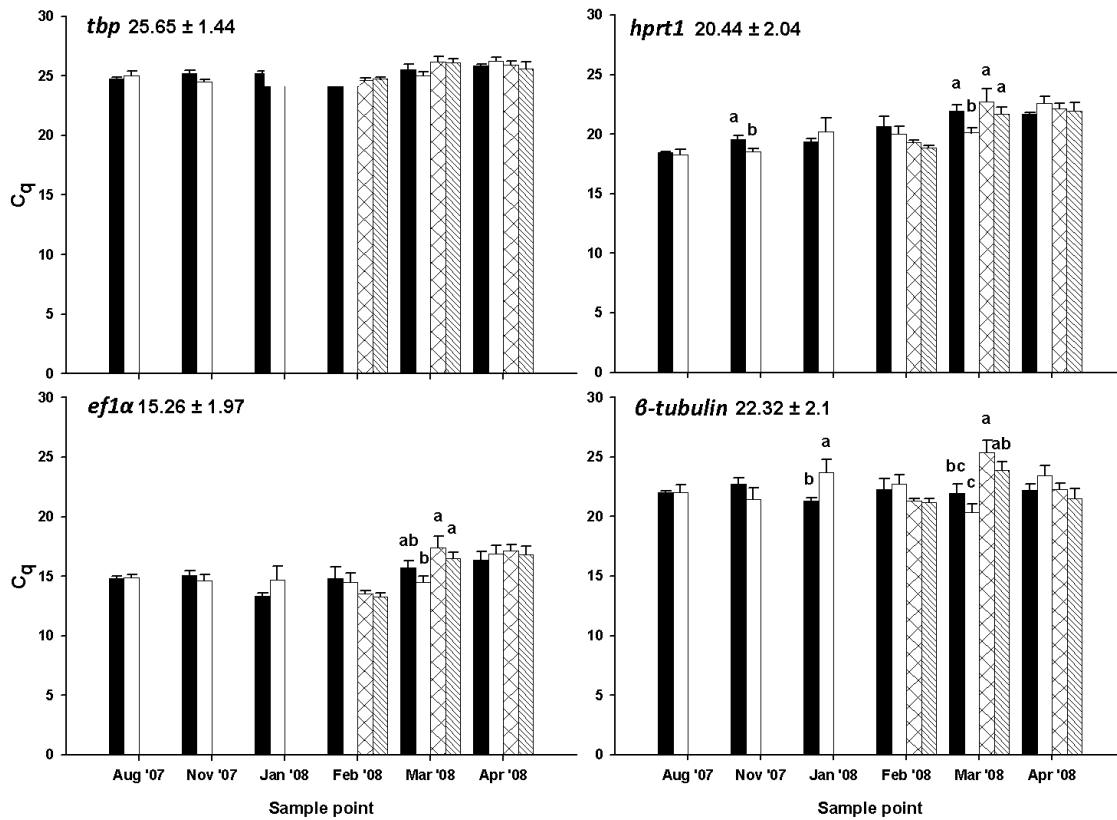 tbp 25.65 ± 1.44
30
25
20
15
10
5
0
Cq
hprt1 20.44 ± 2.04
30
25
20
15
10
5
0
a
b
a
b
a
a
ef1α 15.26 ± 1.97
30
25
20
15
10
5
0
Cq
ab
b
a
a
Aug '07 Nov '07 Jan '08 Feb '08 Mar '08 Apr '08
Sample point
β-tubulin 22.32 ± 2.1
30
25
20
15
10
5
0
b
a
bc
c
a
ab
Aug '07 Nov '07 Jan '08 Feb '08 Mar '08 Apr '08
Sample point